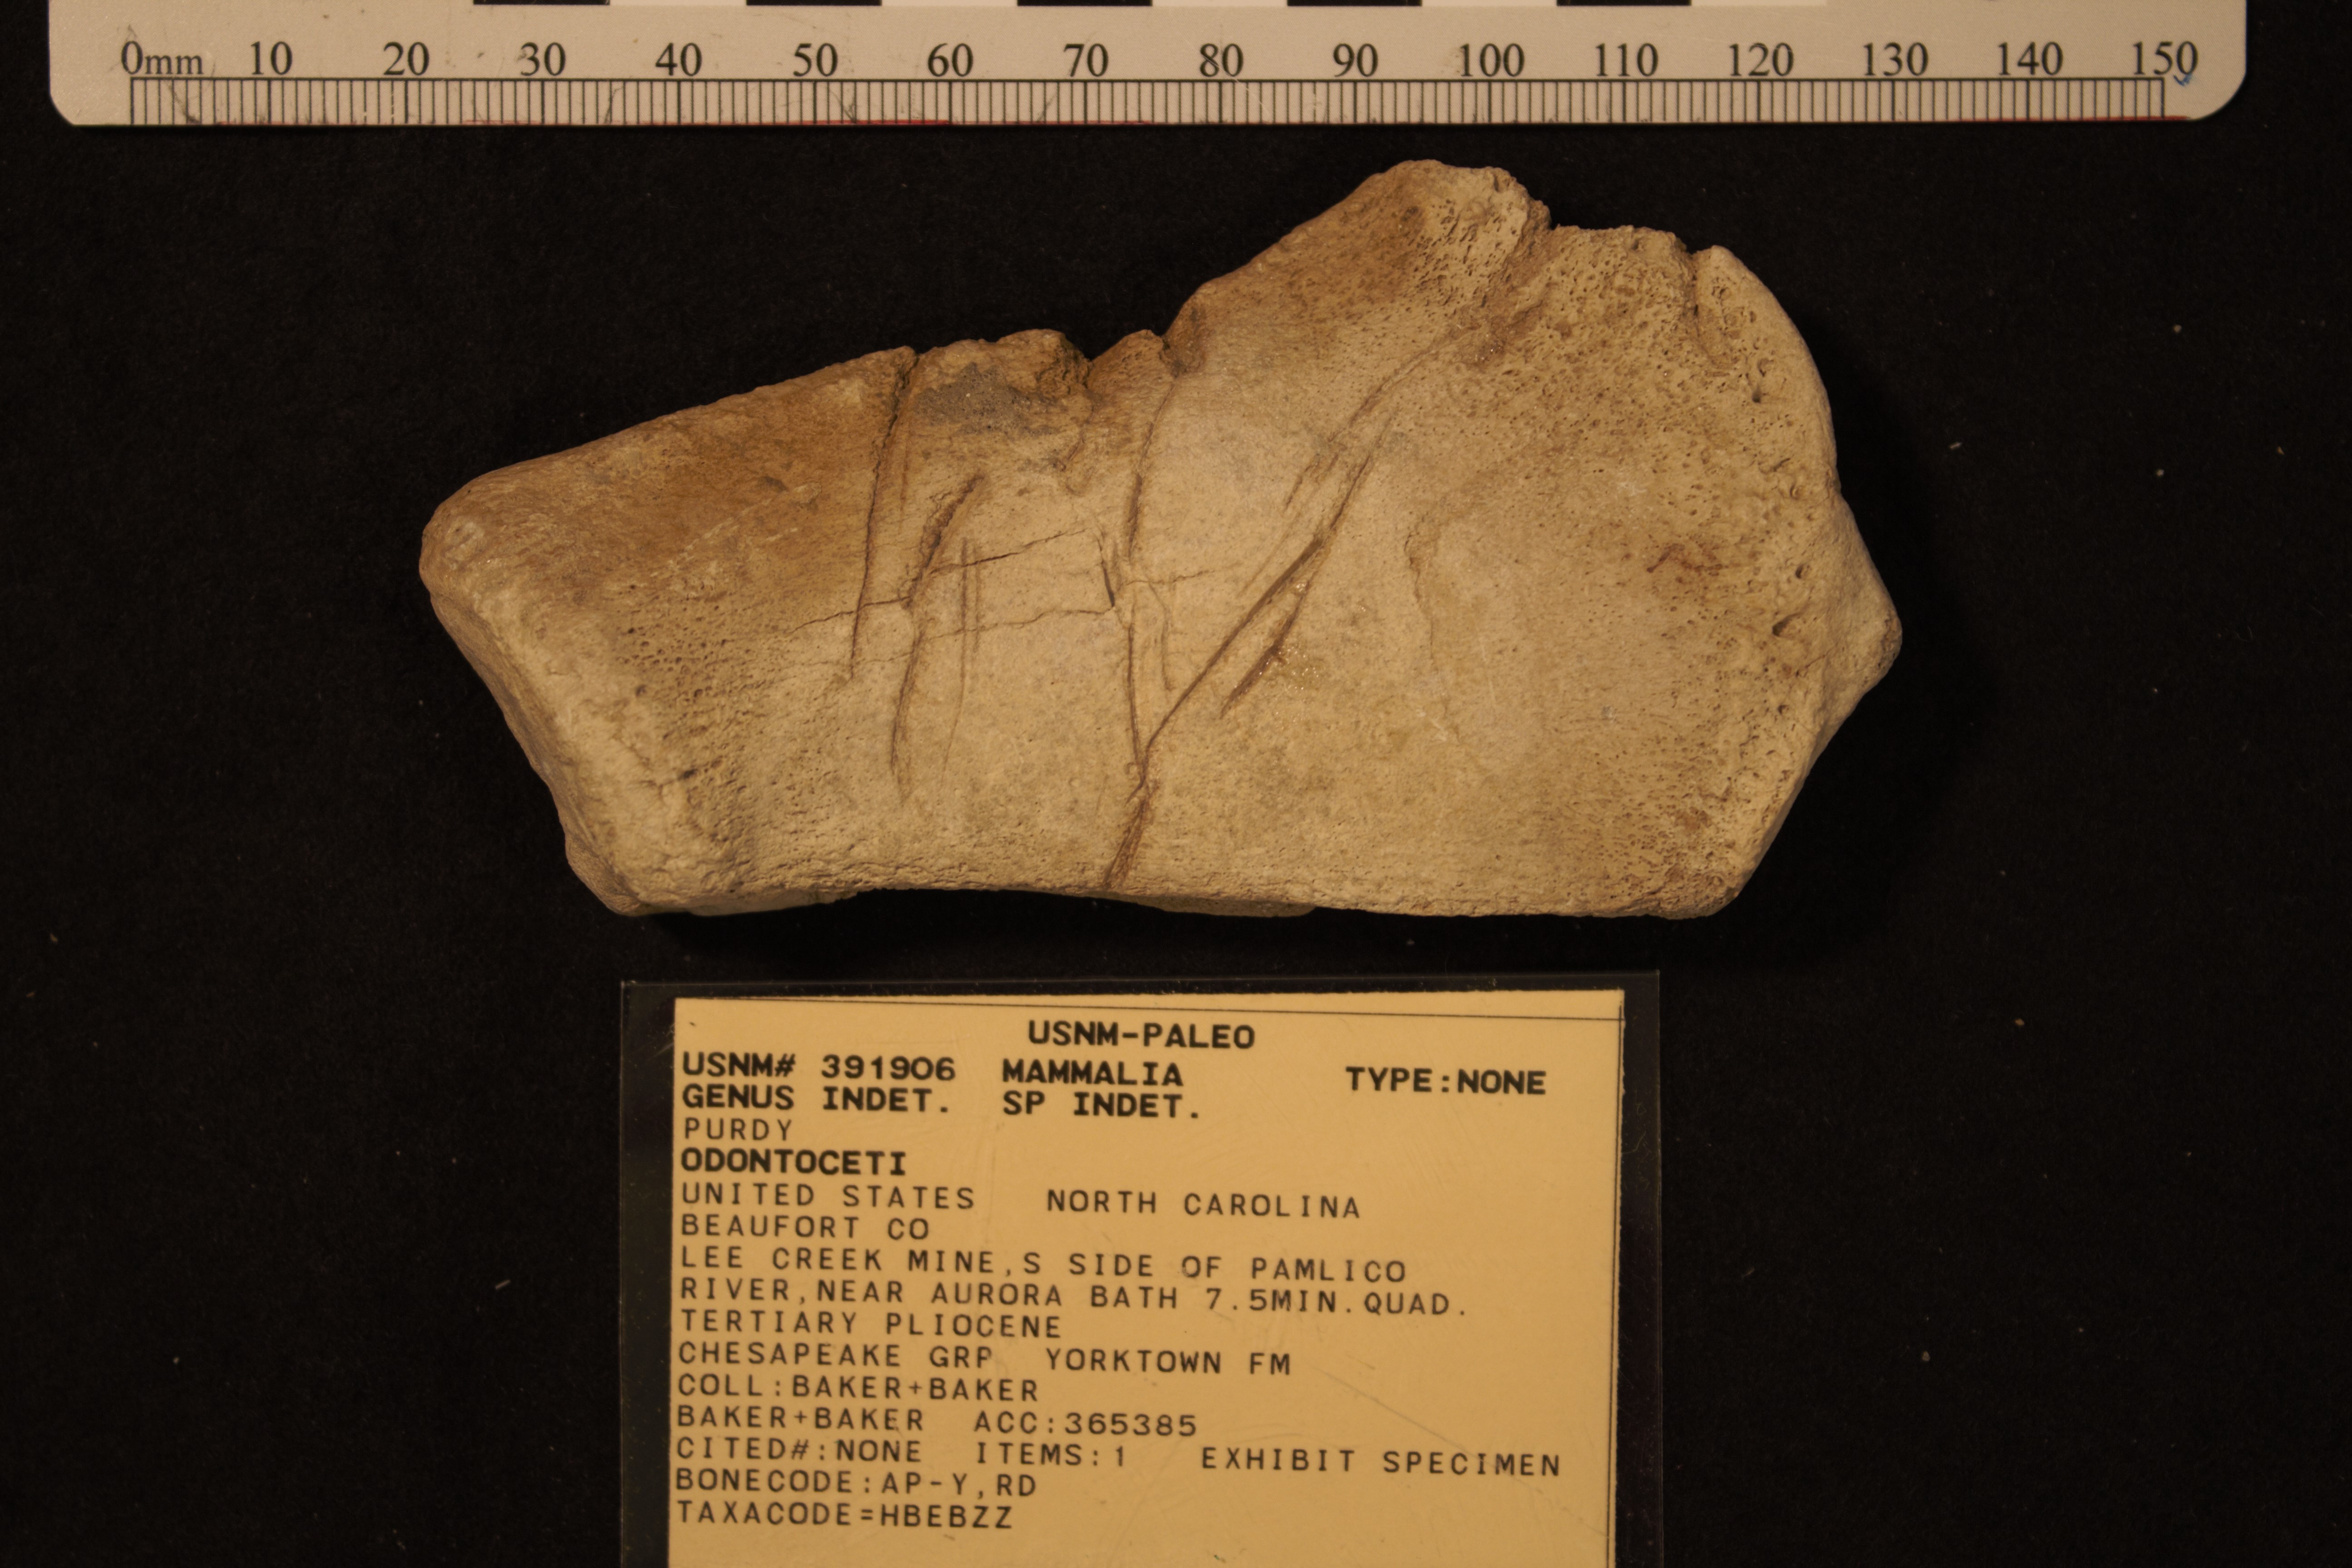 0mm 10 20 30 40 50 60 70 80 90 100 110 120 130 140 150
USNM-PALEO
USNM# 391906 MAMMALIA TYPE:NONE
GENUS INDET. SP INDET.
PURDY
ODONTOCETI
UNITED STATES NORTH CAROLINA
BEAUFORT CO
LEE CREEK MINE,S SIDE OF PAMLICO
RIVER,NEAR AURORA BATH 7.5MIN.QUAD.
TERTIARY PLIOCENE
CHESAPEAKE GRP YORKTOWN FM
COLL:BAKER+BAKER
BAKER+BAKER ACC:365385
CITED#:NONE ITEMS:1 EXHIBIT SPECIMEN
BONECODE:AP-Y,RD
TAXACODE=HBEBZZ